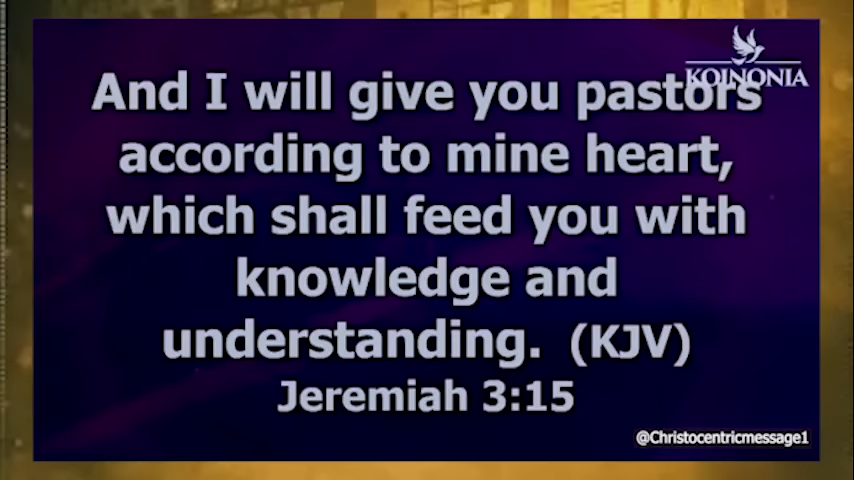 KOINONIA
And I will give you pastors
according to mine heart,
which shall feed you with
knowledge and
understanding. (KJV)
Jeremiah 3:15
@Christocentricmessage1